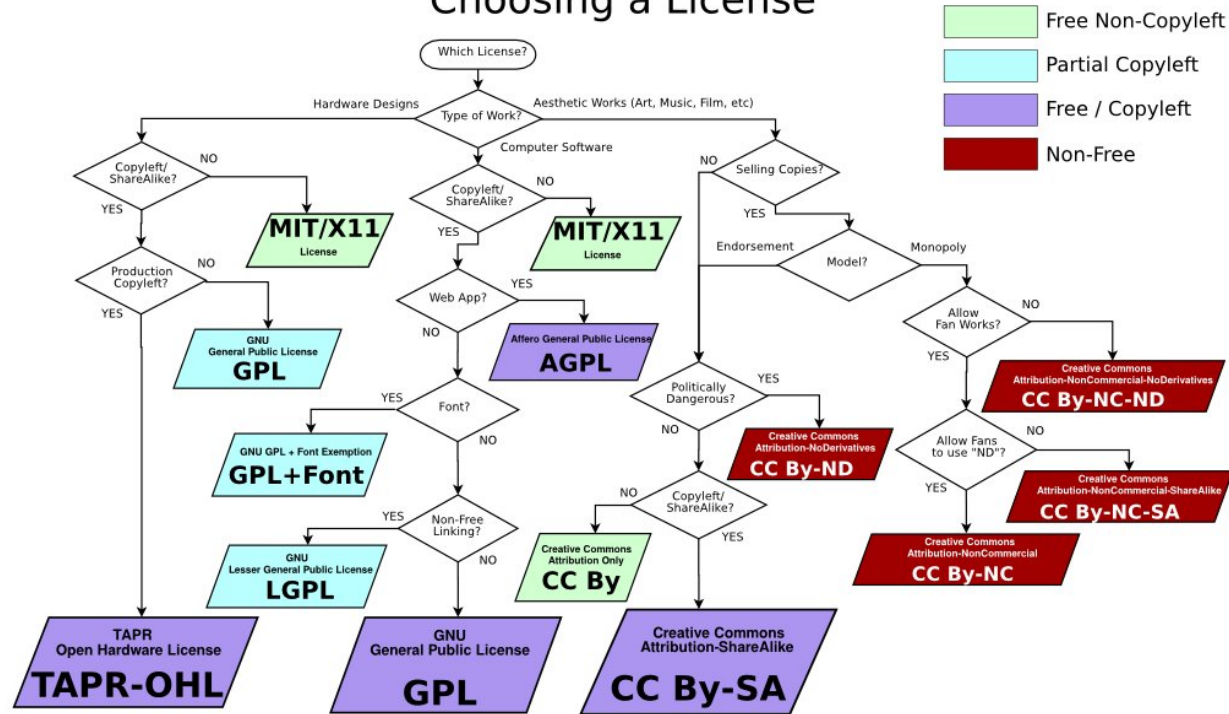 Choosing a License
Free Non-Copyleft
Partial Copyleft
Free / Copyleft
Non-Free
Which License?
Hardware Designs
Type of Work?
Aesthetic Works (Art, Music, Film, etc)
Computer Software
Copyleft/
ShareAlike?
NO
YES
MIT/X11
License
Production
Copyleft?
NO
YES
GNU
General Public License
GPL
TAPR
Open Hardware License
TAPR-OHL
Copyleft/
ShareAlike?
NO
YES
MIT/X11
License
Web App?
YES
NO
Affero General Public License
AGPL
Font?
YES
NO
GNU GPL + Font Exemption
GPL+Font
Non-Free
Linking?
YES
NO
GNU
Lesser General Public License
LGPL
GNU
General Public License
GPL
Selling Copies?
NO
YES
Model?
Endorsement
Monopoly
Politically
Dangerous?
YES
NO
Creative Commons
Attribution-NoDerivatives
CC By-ND
Copyleft/
ShareAlike?
NO
YES
Creative Commons
Attribution Only
CC By
Creative Commons
Attribution-ShareAlike
CC By-SA
Allow
Fan Works?
NO
YES
Creative Commons
Attribution-NonCommercial-NoDerivatives
CC By-NC-ND
Allow Fans
to use "ND"?
NO
YES
Creative Commons
Attribution-NonCommercial-ShareAlike
CC By-NC-SA
Creative Commons
Attribution-NonCommercial
CC By-NC